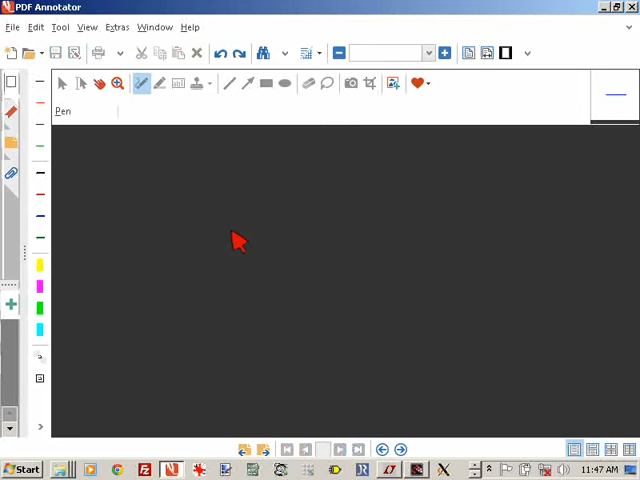 PDF Annotator
File Edit Tool View Extras Window Help
Pen
Start
11:47 AM